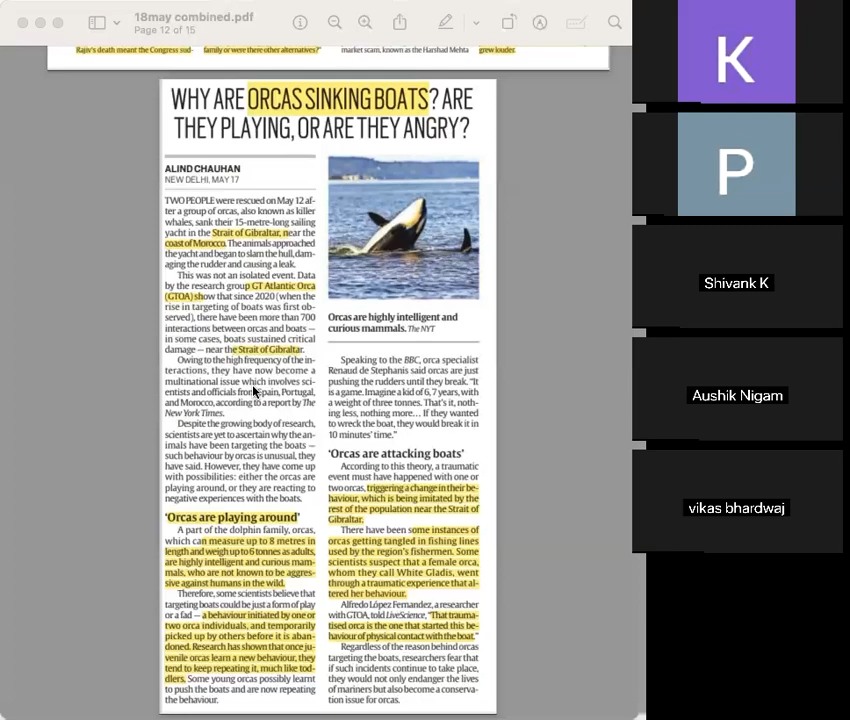 18may combined.pdf
Page 12 of 15
Rajiv's death meant the Congress sud-
family or were there other alternatives?"
market scam, known as the Harshad Mehta
grew louder.
WHY ARE ORCAS SINKING BOATS? ARE
THEY PLAYING, OR ARE THEY ANGRY?
ALIND CHAUHAN
NEW DELHI, MAY 17
TWO PEOPLE were rescued on May 12 af-
ter a group of orcas, also known as killer
whales, sank their 15-metre-long sailing
yacht in the Strait of Gibraltar, near the
coast of Morocco. The animals approached
the yacht and began to slam the hull, dam-
aging the rudder and causing a leak.
This was not an isolated event. Data
by the research group GT Atlantic Orca
(GTOA) show that since 2020 (when the
rise in targeting of boats was first ob-
served), there have been more than 700
interactions between orcas and boats —
in some cases, boats sustained critical
damage — near the Strait of Gibraltar.
Owing to the high frequency of the in-
teractions, they have now become a
multinational issue which involves sci-
entists and officials from Spain, Portugal,
and Morocco, according to a report by The
New York Times.
Despite the growing body of research,
scientists are yet to ascertain why the an-
imals have been targeting the boats —
such behaviour by orcas is unusual, they
have said. However, they have come up
with possibilities: either the orcas are
playing around, or they are reacting to
negative experiences with the boats.
'Orcas are playing around'
A part of the dolphin family, orcas,
which can measure up to 8 metres in
length and weigh up to 6 tonnes as adults,
are highly intelligent and curious mam-
mals, who are not known to be aggres-
sive against humans in the wild.
Therefore, some scientists believe that
targeting boats could be just a form of play
or a fad — a behaviour initiated by one or
two orca individuals, and temporarily
picked up by others before it is aban-
doned. Research has shown that once ju-
venile orcas learn a new behaviour, they
tend to keep repeating it, much like tod-
dlers. Some young orcas possibly learnt
to push the boats and are now repeating
the behaviour.
Orcas are highly intelligent and
curious mammals. The NYT
Speaking to the BBC, orca specialist
Renaud de Stephanis said orcas are just
pushing the rudders until they break. "It
is a game. Imagine a kid of 6, 7 years, with
a weight of three tonnes. That's it, noth-
ing less, nothing more... If they wanted
to wreck the boat, they would break it in
10 minutes' time."
'Orcas are attacking boats'
According to this theory, a traumatic
event must have happened with one or
two orcas, triggering a change in their be-
haviour, which is being imitated by the
rest of the population near the Strait of
Gibraltar.
There have been some instances of
orcas getting tangled in fishing lines
used by the region's fishermen. Some
scientists suspect that a female orca,
whom they call White Gladis, went
through a traumatic experience that al-
tered her behaviour.
Alfredo López Fernandez, a researcher
with GTOA, told LiveScience, "That trauma-
tised orca is the one that started this be-
haviour of physical contact with the boat."
Regardless of the reason behind orcas
targeting the boats, researchers fear that
if such incidents continue to take place,
they would not only endanger the lives
of mariners but also become a conserva-
tion issue for orcas.
K
P
Shivank K
Aushik Nigam
vikas bhardwaj